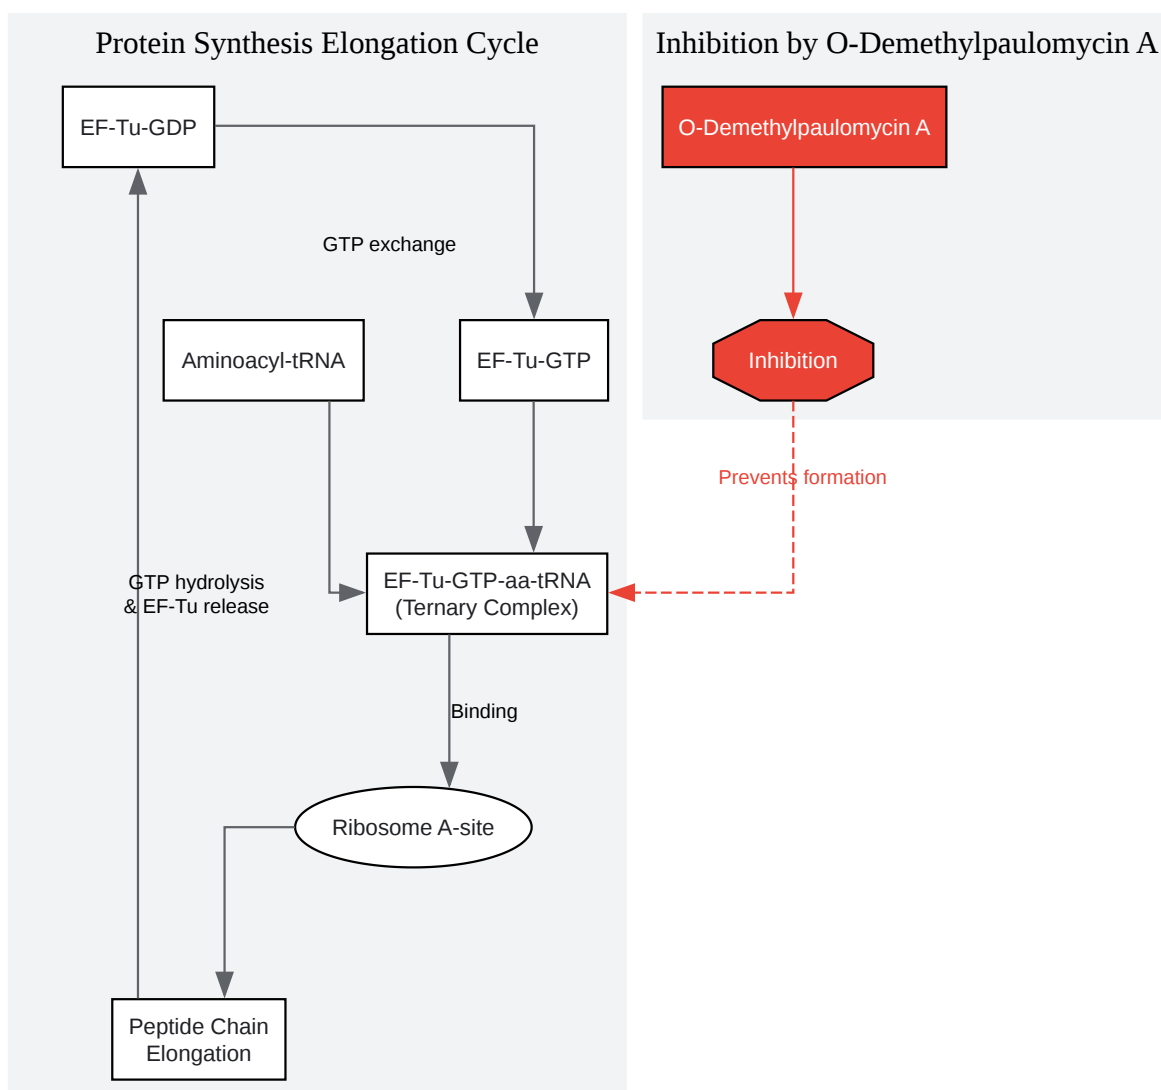 Protein Synthesis Elongation Cycle
Inhibition by O-Demethylpaulomycin A
EF-Tu-GDP
O-Demethylpaulomycin A
GTP exchange
Aminoacyl-tRNA
EF-Tu-GTP
Inhibition
Prevents formation
GTP hydrolysis
& EF-Tu release
EF-Tu-GTP-aa-tRNA
(Ternary Complex)
Binding
Ribosome A-site
Peptide Chain
Elongation